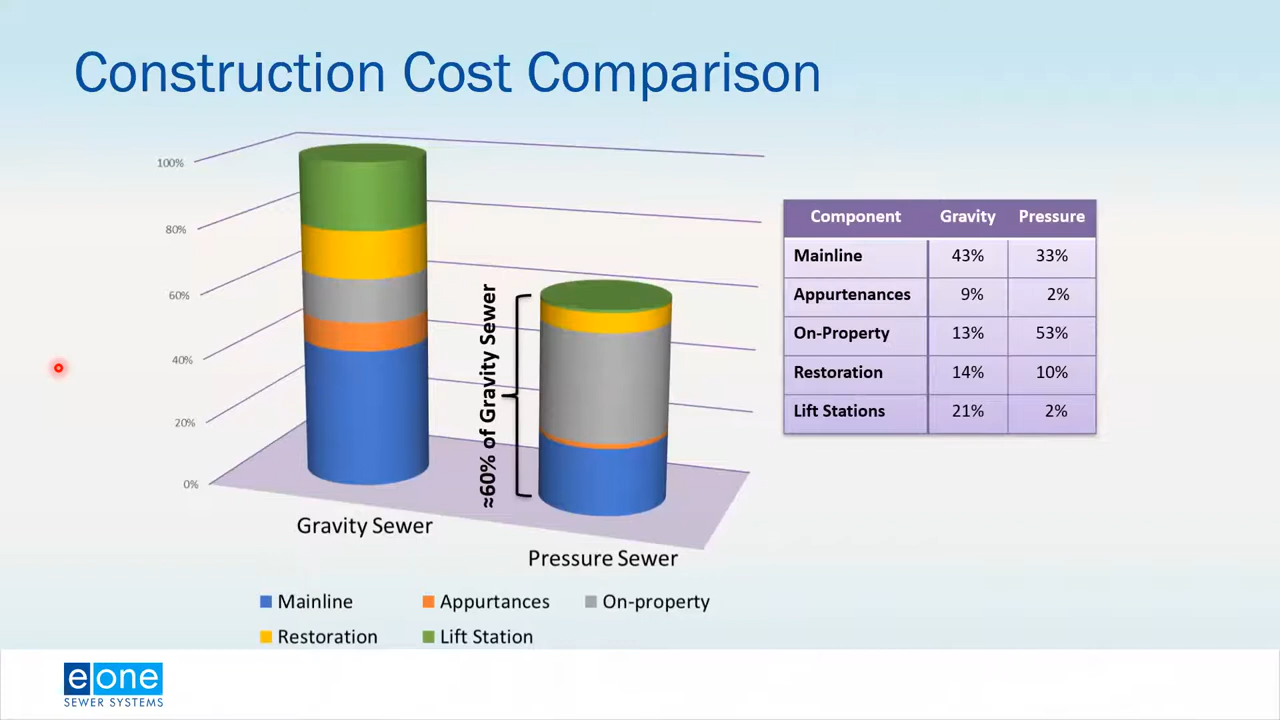 Construction Cost Comparison
100%
80%
60%
40%
20%
0%
≈60% of Gravity Sewer
Gravity Sewer
Pressure Sewer
Mainline Appurtances On-property
Restoration Lift Station
Component Gravity Pressure
Mainline 43% 33%
Appurtenances 9% 2%
On-Property 13% 53%
Restoration 14% 10%
Lift Stations 21% 2%
eone
SEWER SYSTEMS